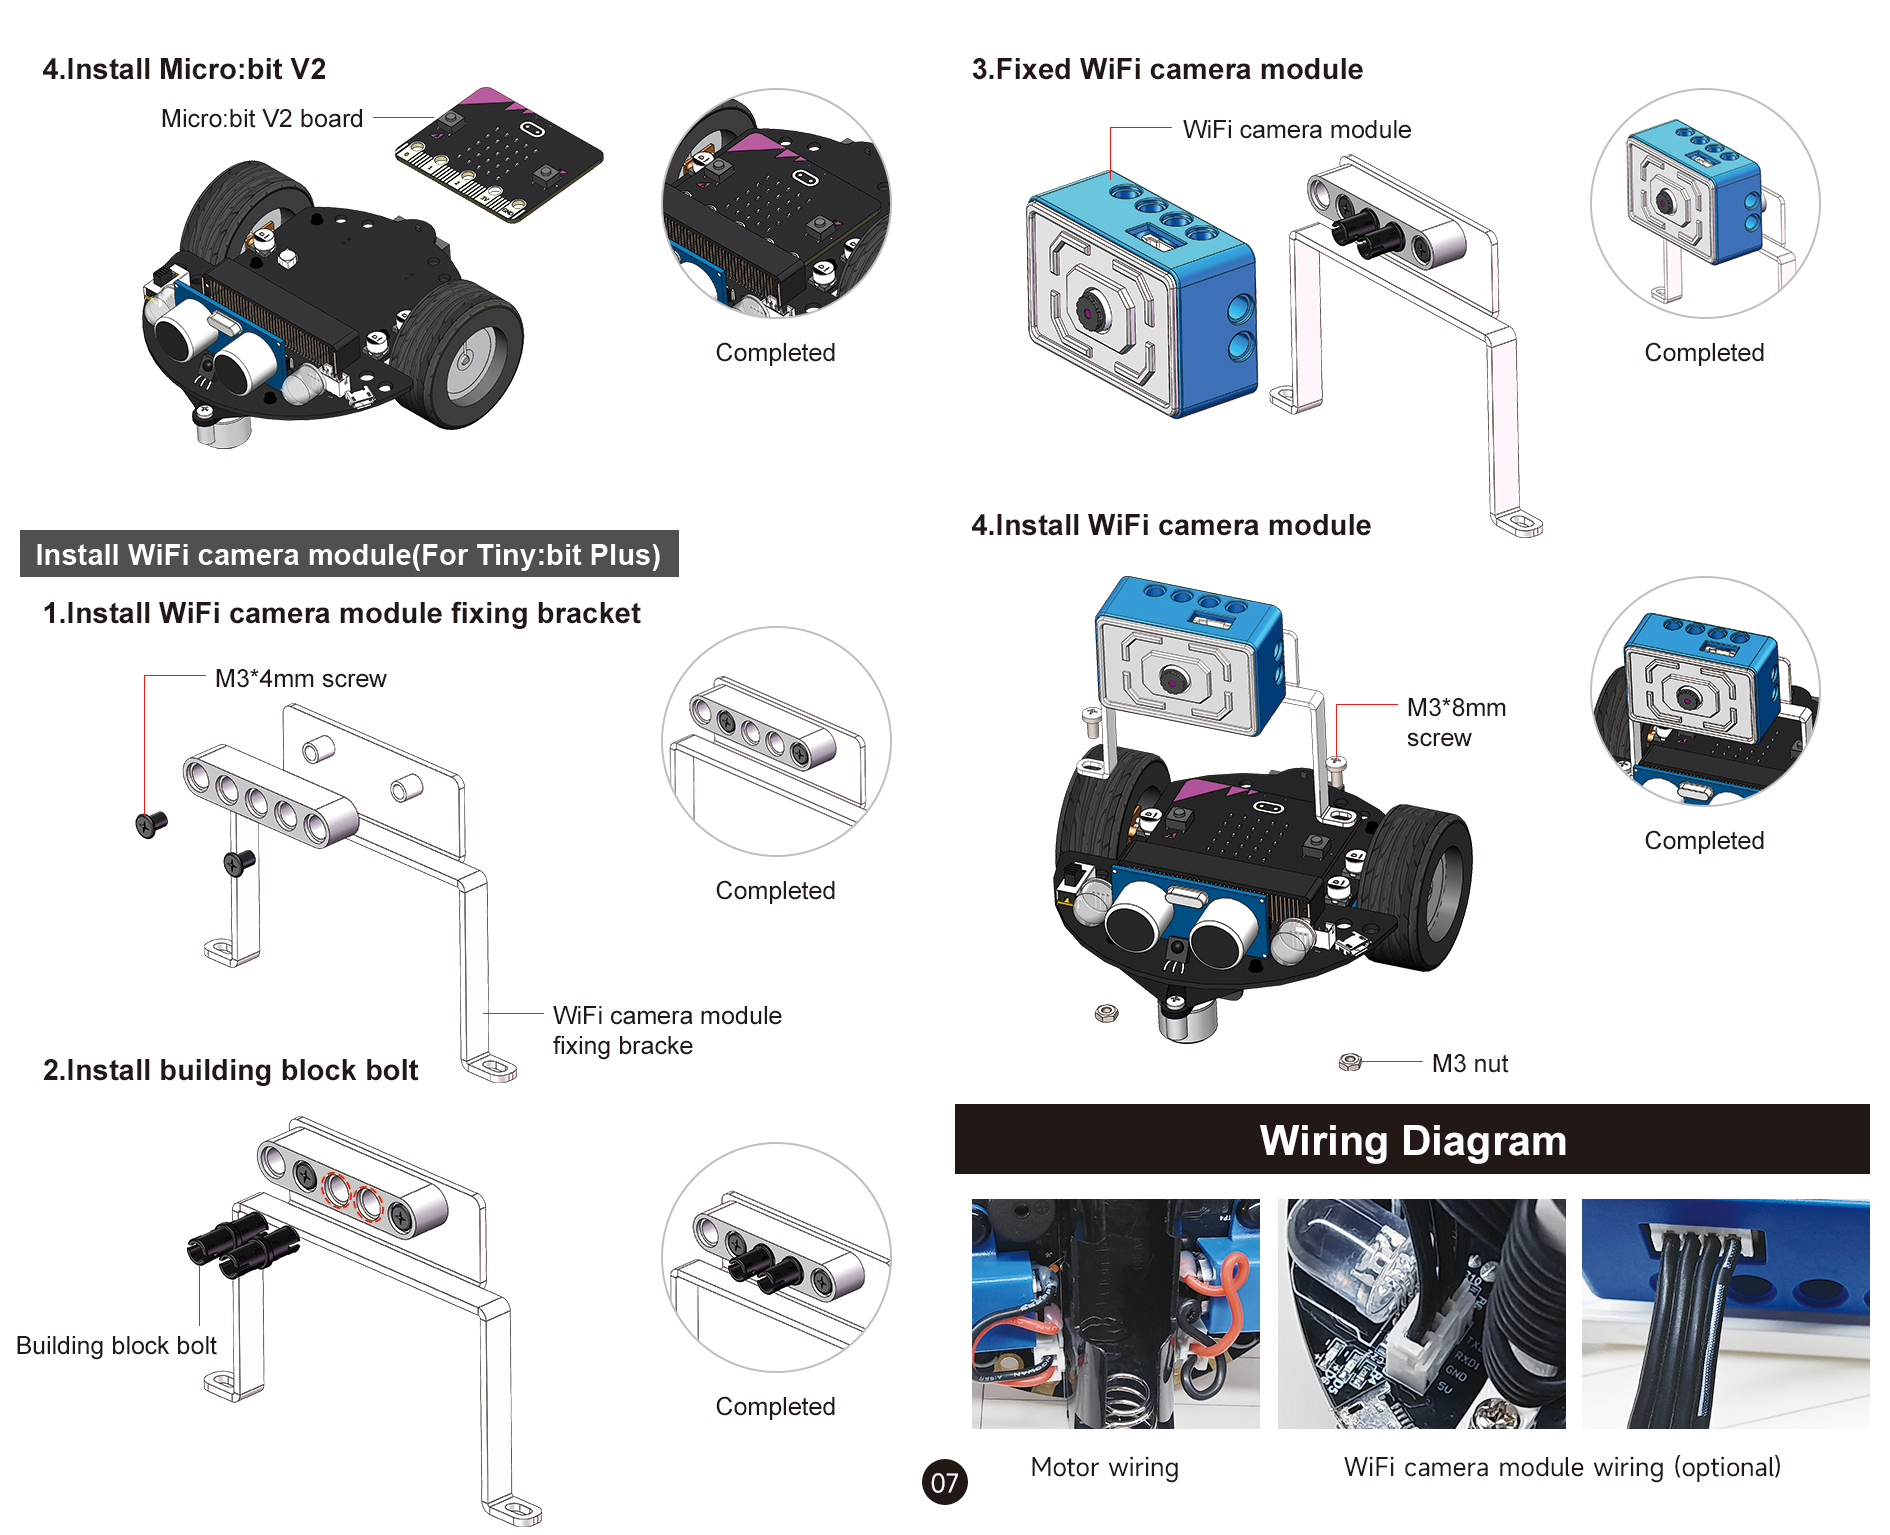 4.Install Micro:bit V2
Micro:bit V2 board
Completed
Install WiFi camera module(For Tiny:bit Plus)
1.Install WiFi camera module fixing bracket
M3*4mm screw
Completed
WiFi camera module
fixing bracke
2.Install building block bolt
Building block bolt
Completed
3.Fixed WiFi camera module
WiFi camera module
Completed
4.Install WiFi camera module
M3*8mm
screw
Completed
M3 nut
Wiring Diagram
RXD1
GND
5V
Motor wiring
WiFi camera module wiring (optional)
07